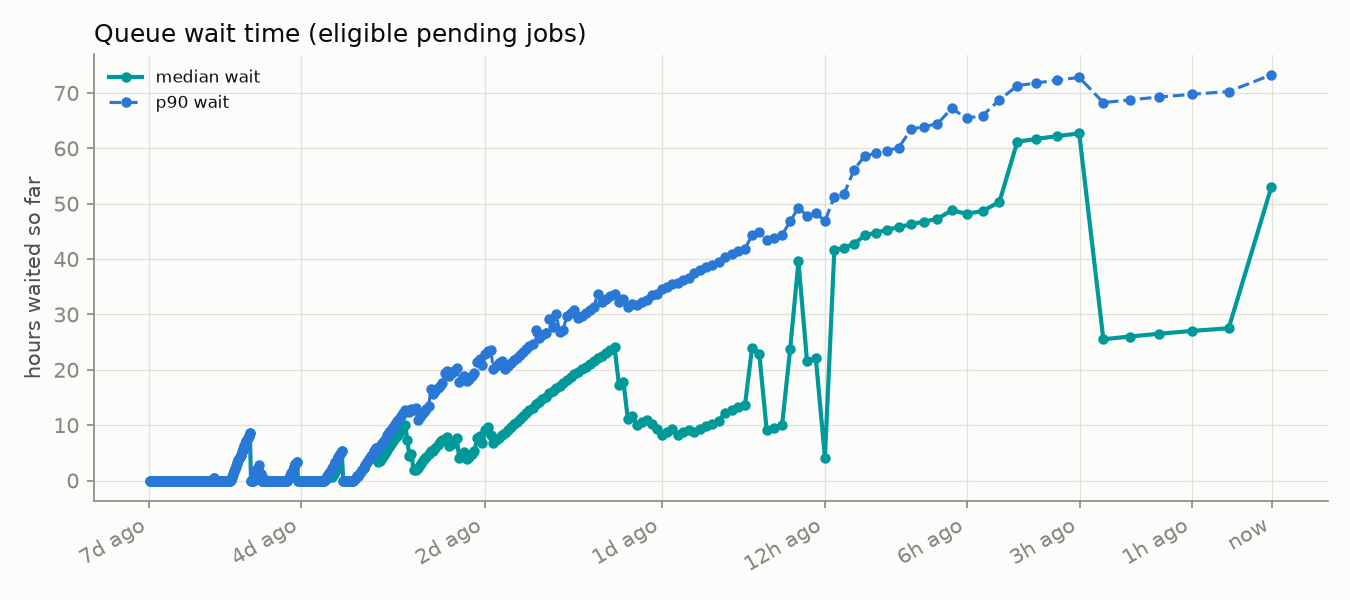 Queue wait time (eligible pending jobs)
median wait
p90 wait
hours waited so far
70
60
50
40
30
20
10
0
7d ago
4d ago
2d ago
1d ago
12h ago
6h ago
3h ago
1h ago
now